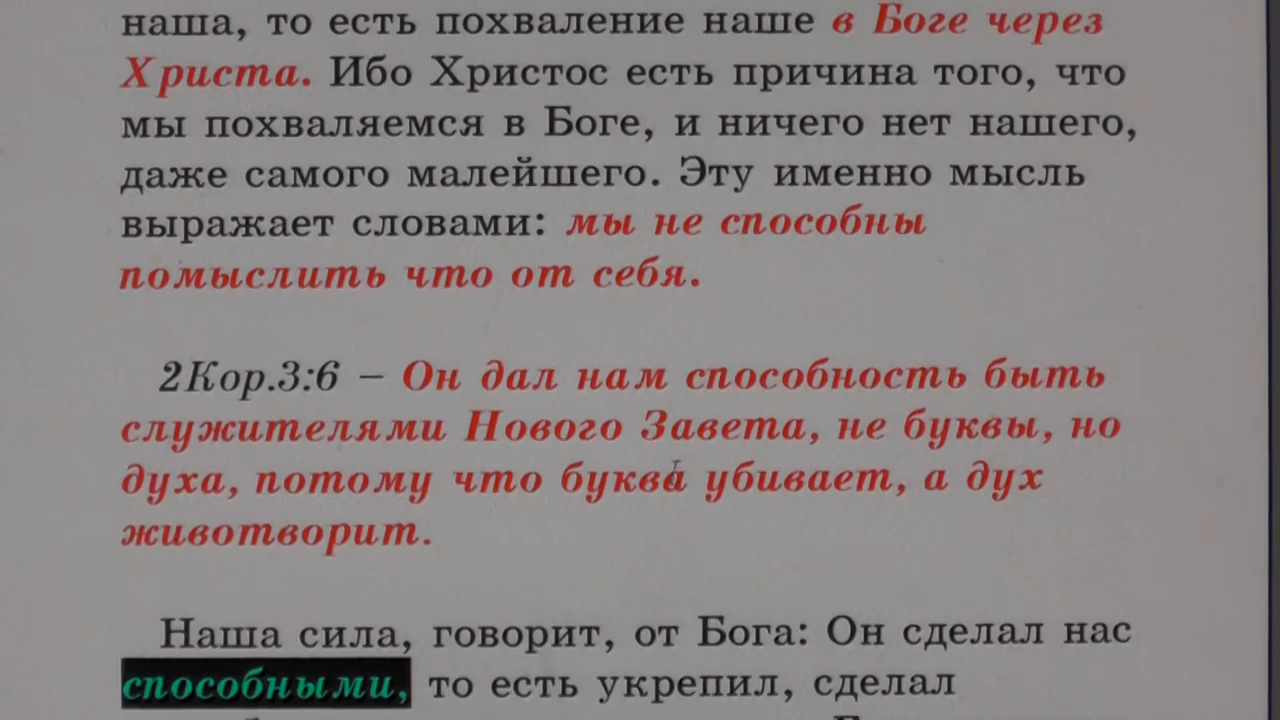 наша, то есть похваление наше в Боге через
Христа. Ибо Христос есть причина того, что
мы похваляемся в Боге, и ничего нет нашего,
даже самого малейшего. Эту именно мысль
выражает словами: мы не способны
помыслить что от себя.
2Кор.3:6 – Он дал нам способность быть
служителями Нового Завета, не буквы, но
духа, потому что буква убивает, а дух
животворит.
Наша сила, говорит, от Бога: Он сделал нас
способными, то есть укрепил, сделал